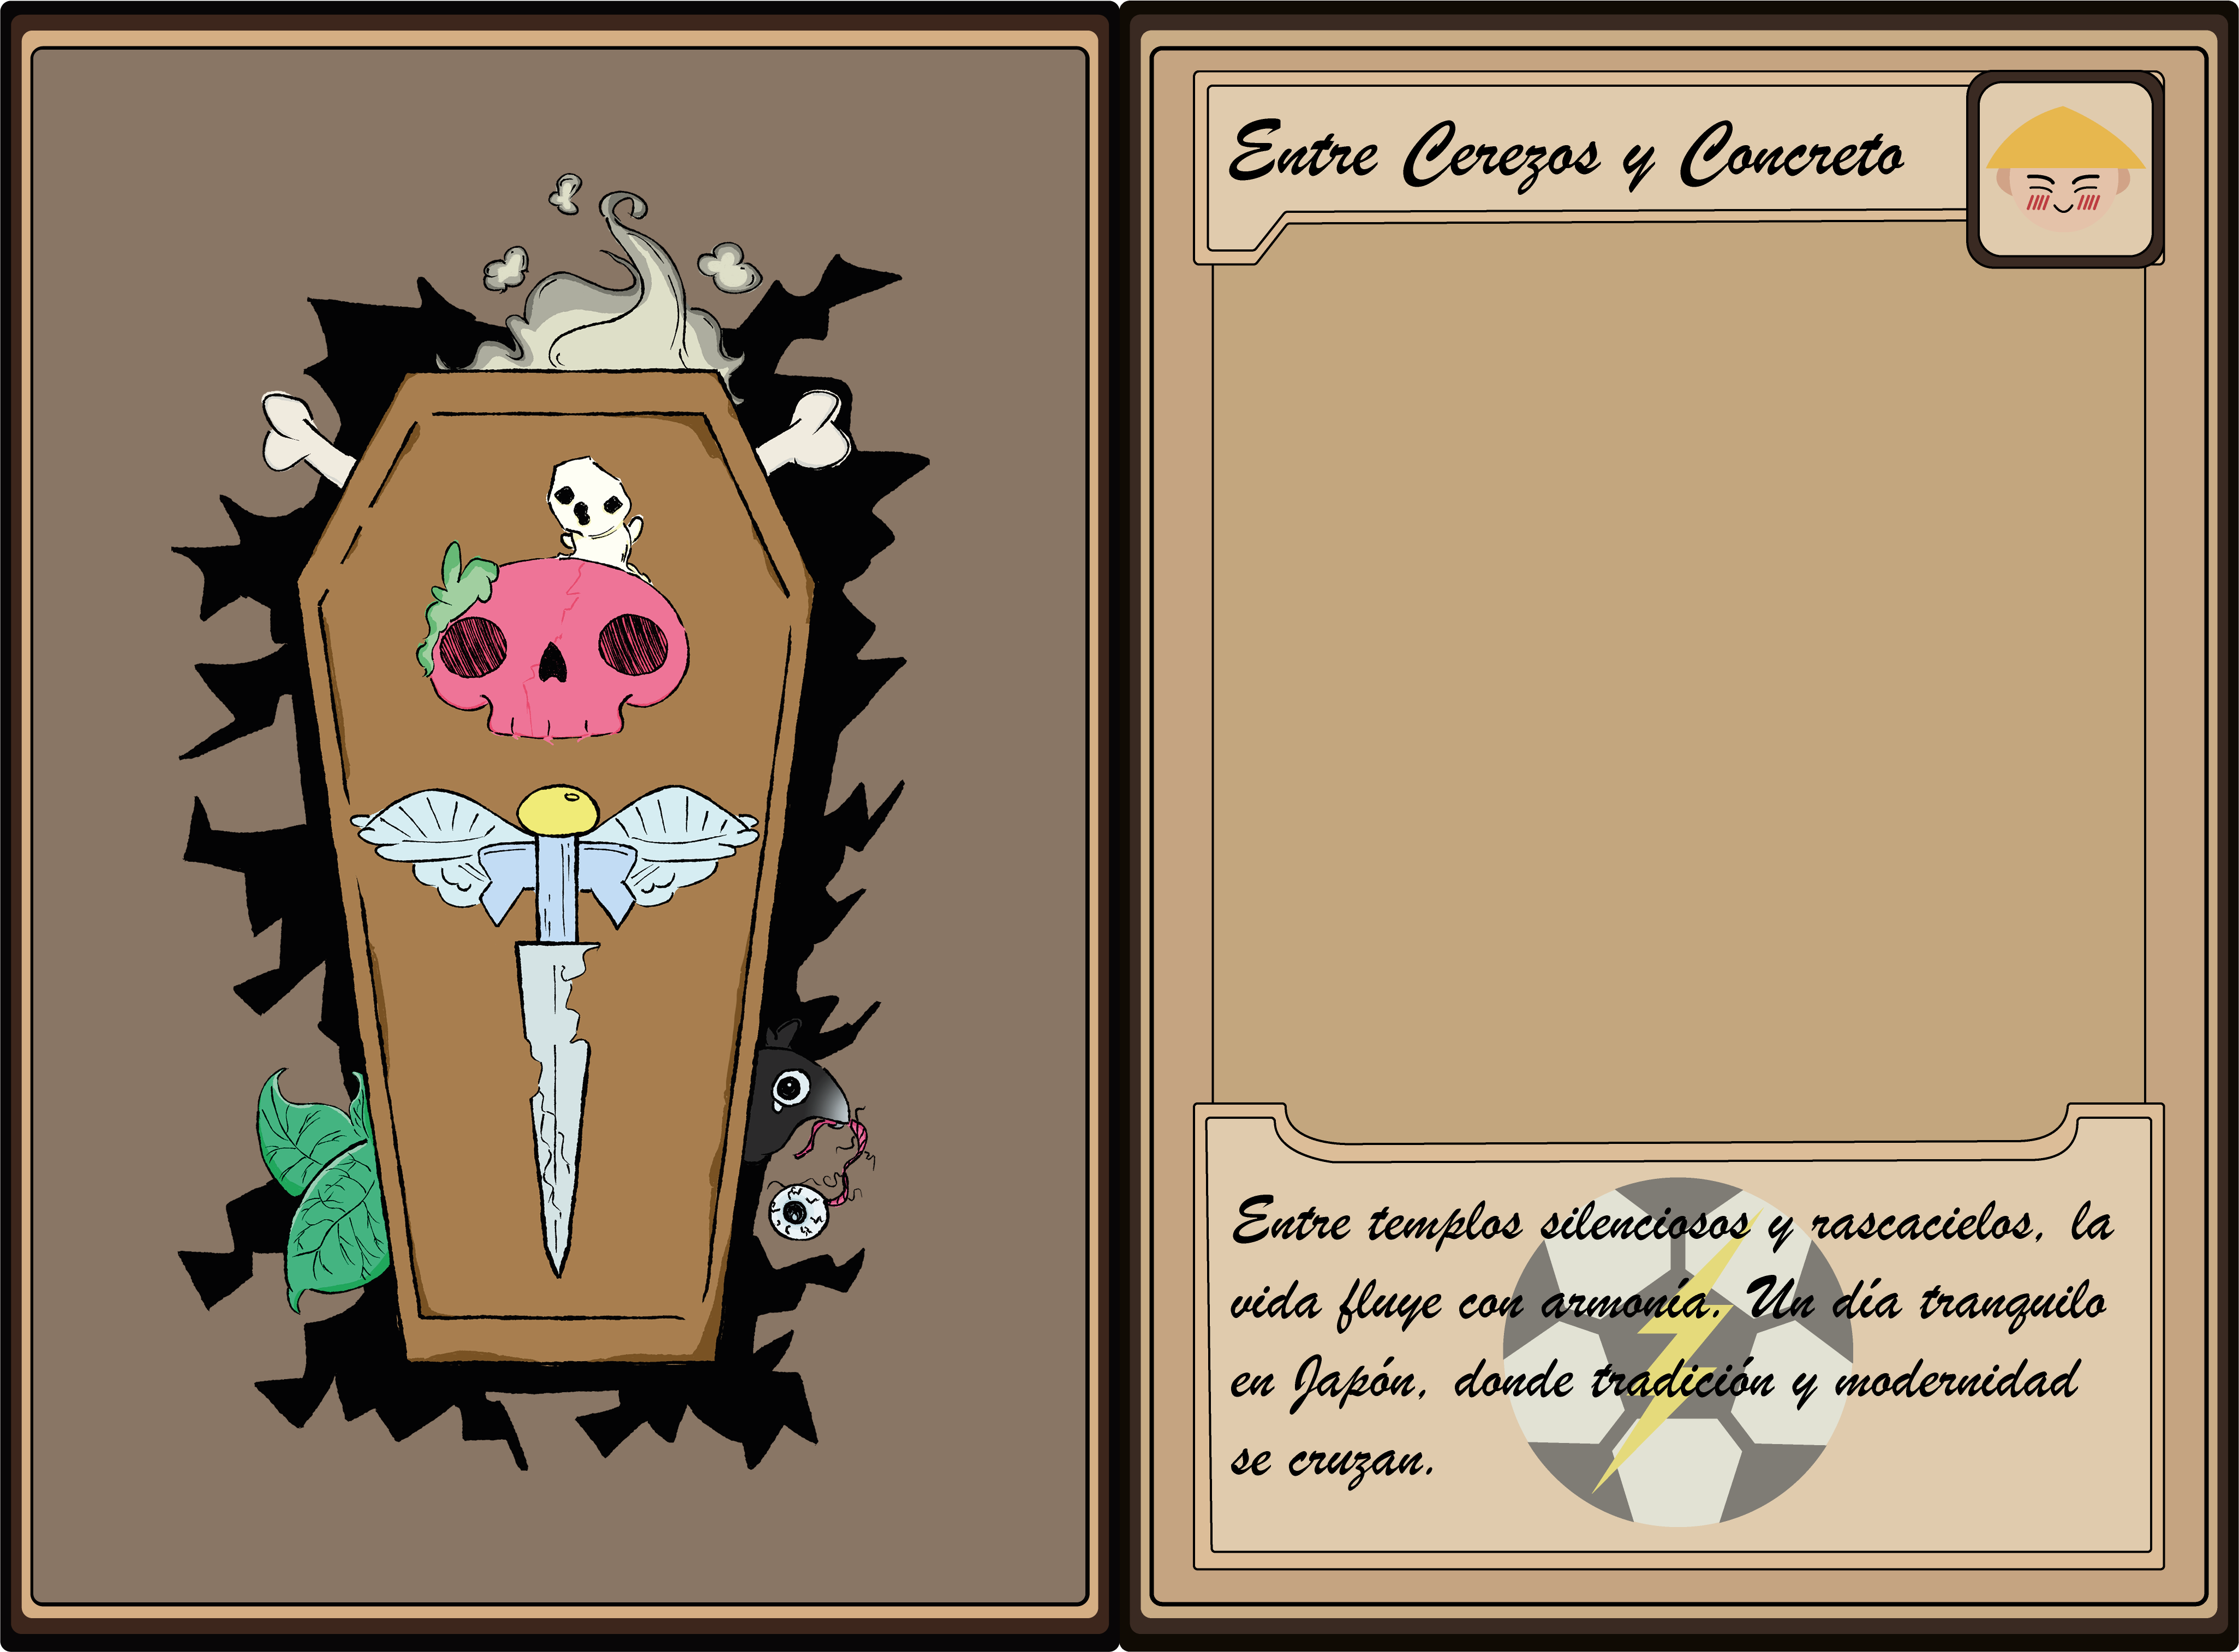 Entre Cerezos y Concreto
Entre templos silenciosos y rascacielos, la
vida fluye con armonía. Un día tranquilo
en Japón, donde tradición y modernidad
se cruzan.